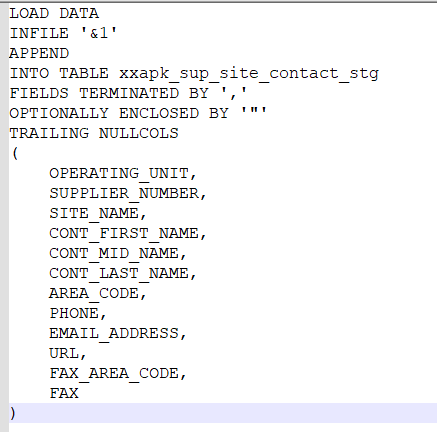 LOAD DATA
INFILE '&1'
APPEND
INTO TABLE xxapk_sup_site_contact_stg
FIELDS TERMINATED BY ','
OPTIONALLY ENCLOSED BY '"'
TRAILING NULLCOLS
(
    OPERATING_UNIT,
    SUPPLIER_NUMBER,
    SITE_NAME,
    CONT_FIRST_NAME,
    CONT_MID_NAME,
    CONT_LAST_NAME,
    AREA_CODE,
    PHONE,
    EMAIL_ADDRESS,
    URL,
    FAX_AREA_CODE,
    FAX
)